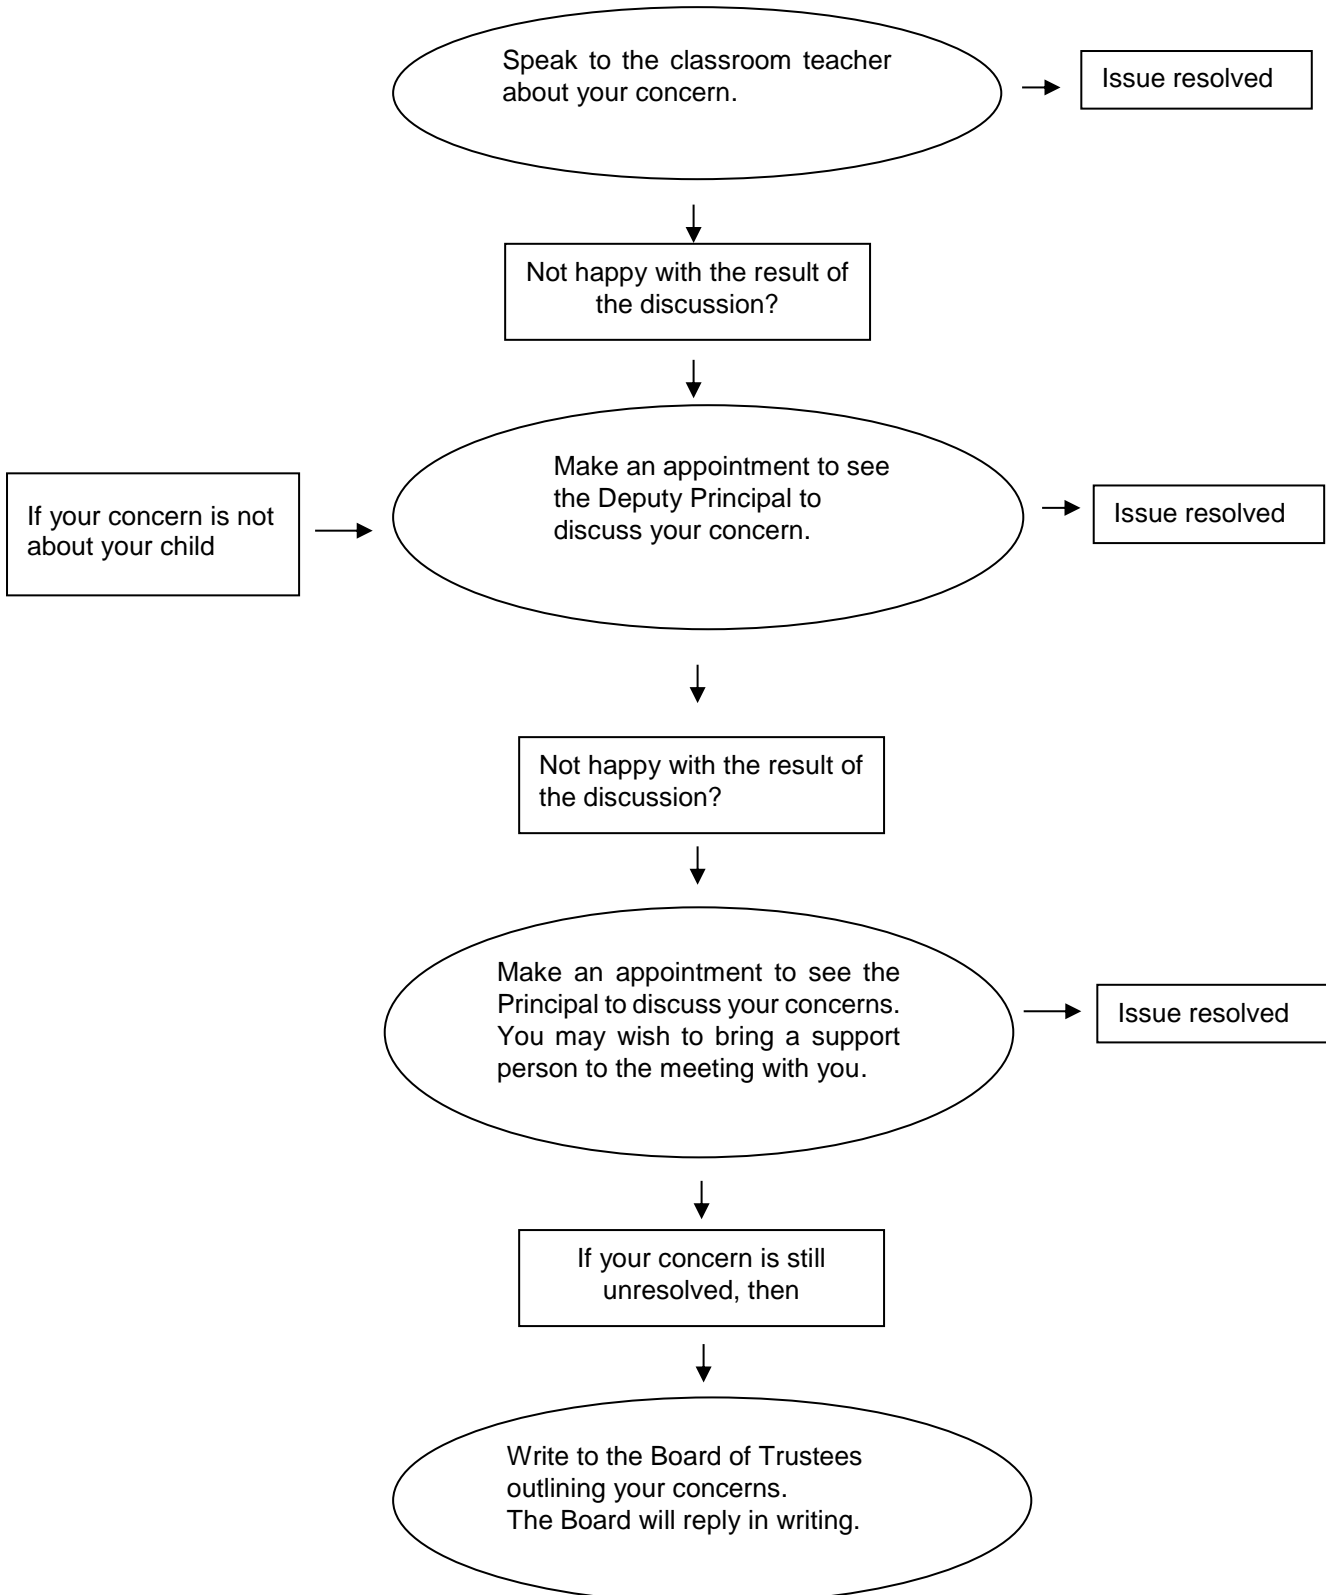 Speak to the classroom teacher
about your concern.
Issue resolved
Not happy with the result of
the discussion?
If your concern is not
about your child
Make an appointment to see
the Deputy Principal to
discuss your concern.
Issue resolved
Not happy with the result of
the discussion?
Make an appointment to see the
Principal to discuss your concerns.
You may wish to bring a support
person to the meeting with you.
Issue resolved
If your concern is still
unresolved, then
Write to the Board of Trustees
outlining your concerns.
The Board will reply in writing.